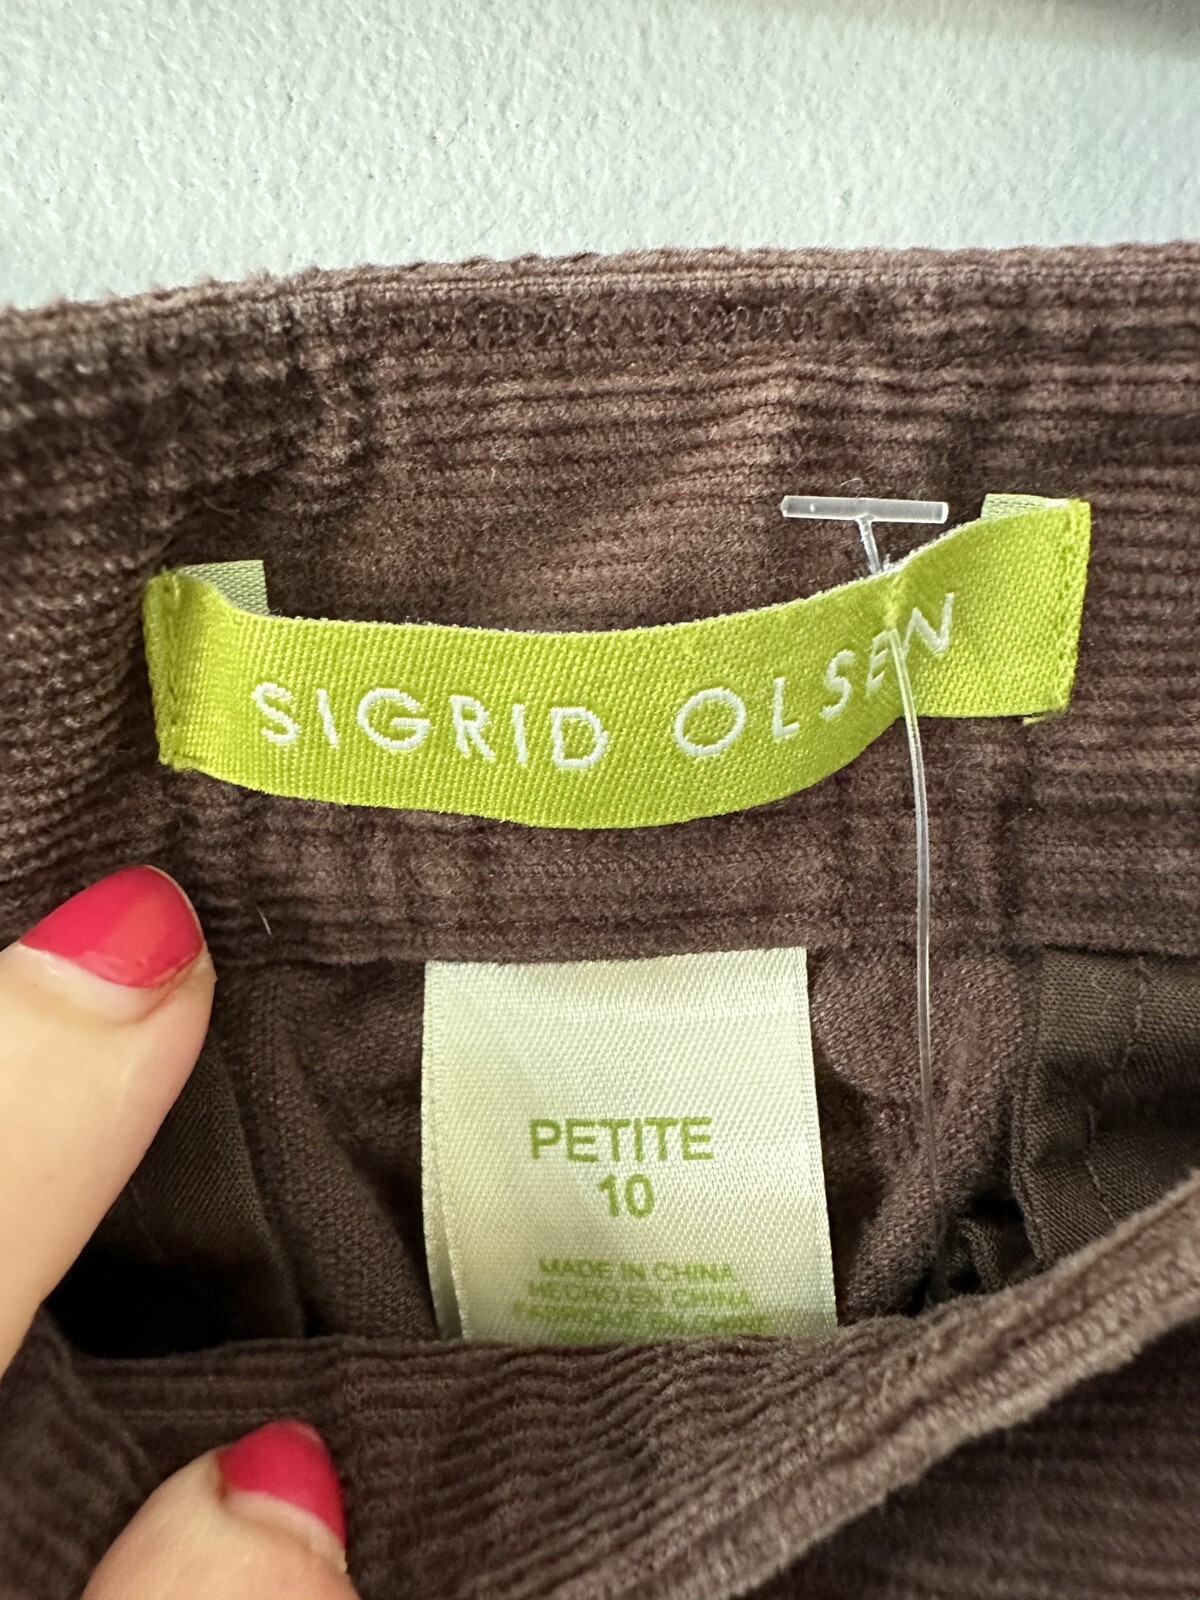 SIGRID OLSEN
PETITE
10
MADE IN CHINA
HECHO EN CHINA